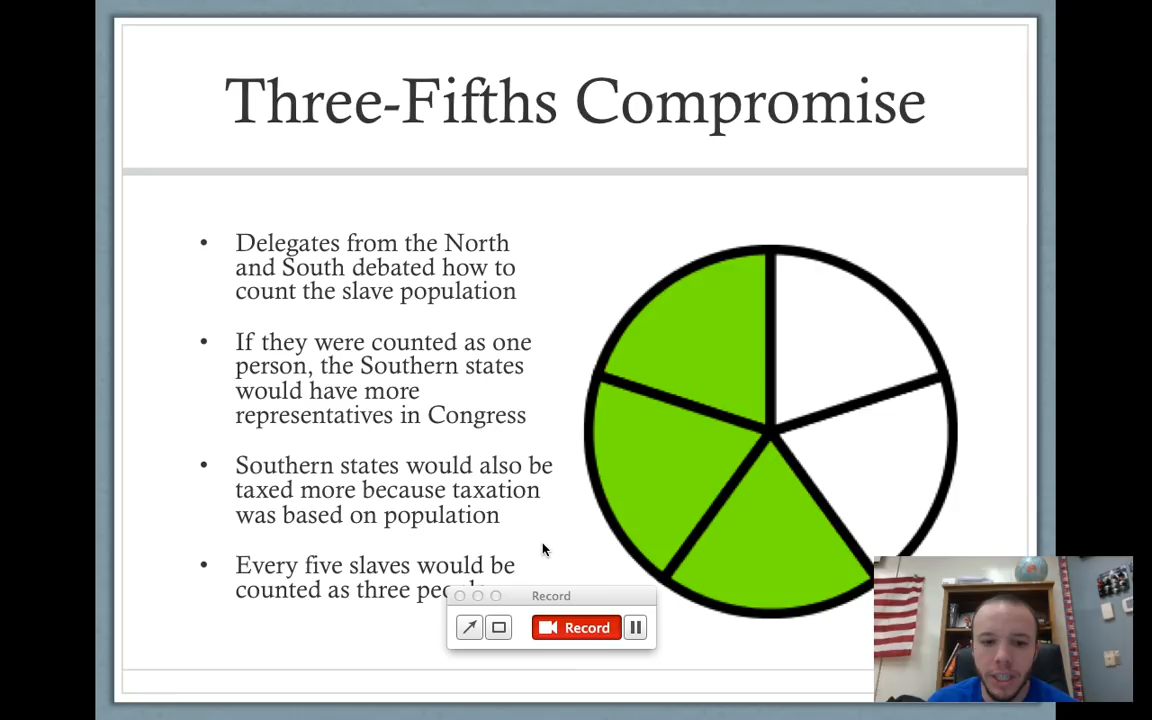 Three-Fifths Compromise
• Delegates from the North
and South debated how to
count the slave population
• If they were counted as one
person, the Southern states
would have more
representatives in Congress
• Southern states would also be
taxed more because taxation
was based on population
• Every five slaves would be
counted as three
Record
Record